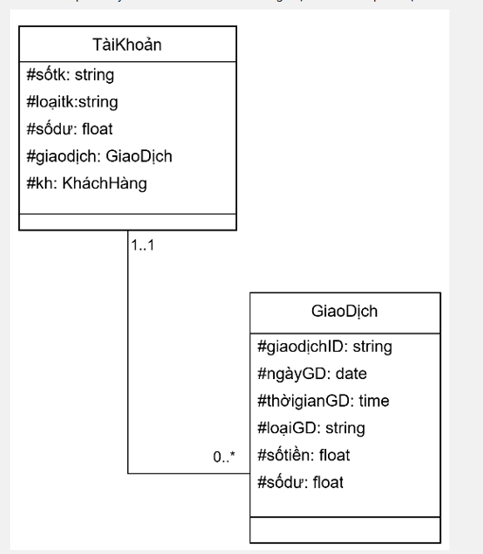 TàiKhoản
#sốtk: string
#loạitk:string
#sốdư: float
#giaodịch: GiaoDịch
#kh: KháchHàng
1..1
GiaoDịch
#giaodịchID: string
#ngàyGD: date
#thờigianGD: time
#loạiGD: string
#sốtiền: float
#sốdư: float
0..*